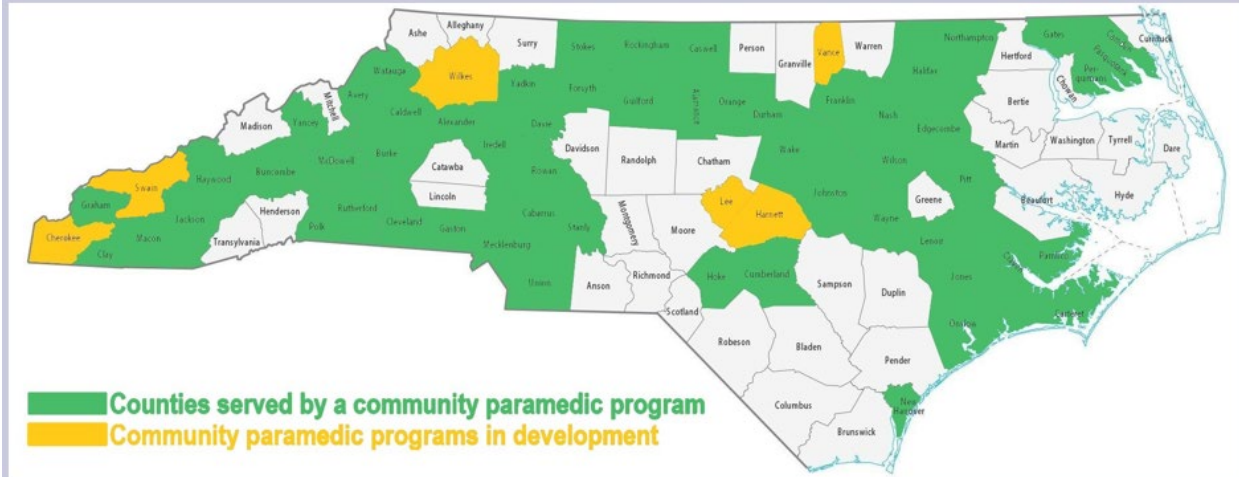 Ashe
Alleghany
Surry
Stokes
Rockingham
Caswell
Person
Granville
Vance
Warren
Northampton
Hertford
Gates
Camden
Pasquotank
Per-
quimans
Currituck
Chowan
Watauga
Wilkes
Yadkin
Forsyth
Guilford
Alamance
Orange
Durham
Franklin
Halifax
Nash
Edgecombe
Bertie
Martin
Washington
Tyrrell
Dare
Mitchell
Avery
Caldwell
Alexander
Davie
Iredell
Madison
Yancey
McDowell
Burke
Catawba
Lincoln
Rowan
Davidson
Randolph
Chatham
Wake
Wilson
Pitt
Beaufort
Hyde
Swain
Haywood
Buncombe
Graham
Jackson
Cherokee
Clay
Macon
Transylvania
Henderson
Polk
Rutherford
Cleveland
Gaston
Mecklenburg
Cabarrus
Stanly
Union
Anson
Montgomery
Moore
Richmond
Scotland
Lee
Harnett
Johnston
Wayne
Greene
Lenoir
Craven
Pamlico
Jones
Carteret
Onslow
Hoke
Cumberland
Sampson
Duplin
Robeson
Bladen
Pender
Columbus
Brunswick
New
Hanover
Counties served by a community paramedic program
Community paramedic programs in development